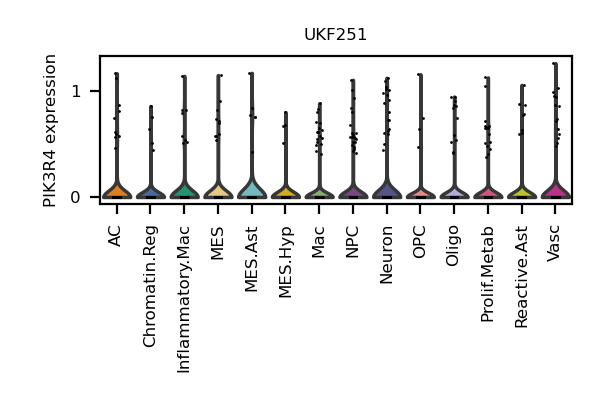 UKF251
PIK3R4 expression
1
0
AC
Chromatin.Reg
Inflammatory.Mac
MES
MES.Ast
MES.Hyp
Mac
NPC
Neuron
OPC
Oligo
Prolif.Metab
Reactive.Ast
Vasc